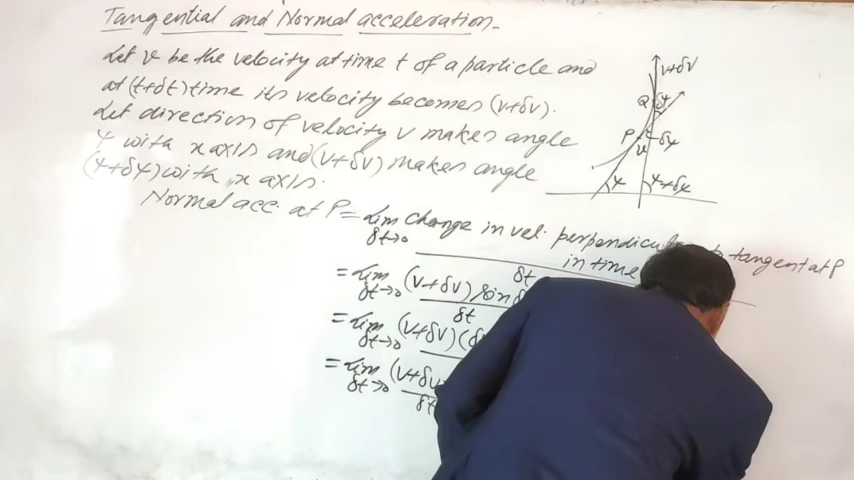 Tangential and Normal acceleration-
Let v be the velocity at time t of a particle and
at (t+δt) time its velocity becomes (v+δv).
Let direction of velocity v makes angle
ψ with x axis and (v+δv) makes angle
(ψ+δψ) with x axis.
Normal acc. at P = Lim δt→0 Change in vel. perpendicular to tangent at P
in time
δt
= Lim δt→0 (v+δv) Sin
δt
= Lim δt→0 (v+δv)
= Lim δt→0
δt
v+δv
Q
δψ
P
δψ
v
ψ
ψ+δψ